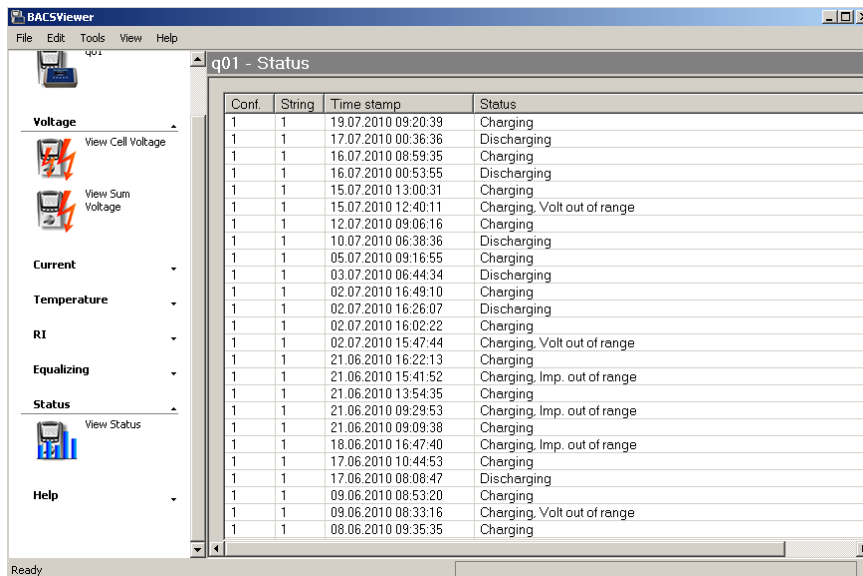 BACSViewer
File Edit Tools View Help
q01
Voltage
View Cell Voltage
View Sum
Voltage
Current
Temperature
RI
Equalizing
Status
View Status
Help
q01 - Status
Conf. String Time stamp Status
1 1 19.07.2010 09:20:39 Charging
1 1 17.07.2010 00:36:36 Discharging
1 1 16.07.2010 08:59:35 Charging
1 1 16.07.2010 00:53:55 Discharging
1 1 15.07.2010 13:00:31 Charging
1 1 15.07.2010 12:40:11 Charging, Volt out of range
1 1 12.07.2010 09:06:16 Charging
1 1 10.07.2010 06:38:36 Discharging
1 1 05.07.2010 09:16:55 Charging
1 1 03.07.2010 06:44:34 Discharging
1 1 02.07.2010 16:49:10 Charging
1 1 02.07.2010 16:26:07 Discharging
1 1 02.07.2010 16:02:22 Charging
1 1 02.07.2010 15:47:44 Charging, Volt out of range
1 1 21.06.2010 16:22:13 Charging
1 1 21.06.2010 15:41:52 Charging, Imp. out of range
1 1 21.06.2010 13:54:35 Charging
1 1 21.06.2010 09:29:53 Charging, Imp. out of range
1 1 21.06.2010 09:09:38 Charging
1 1 18.06.2010 16:47:40 Charging, Imp. out of range
1 1 17.06.2010 10:44:53 Charging
1 1 17.06.2010 08:08:47 Discharging
1 1 09.06.2010 08:53:20 Charging
1 1 09.06.2010 08:33:16 Charging, Volt out of range
1 1 08.06.2010 09:35:35 Charging
Ready